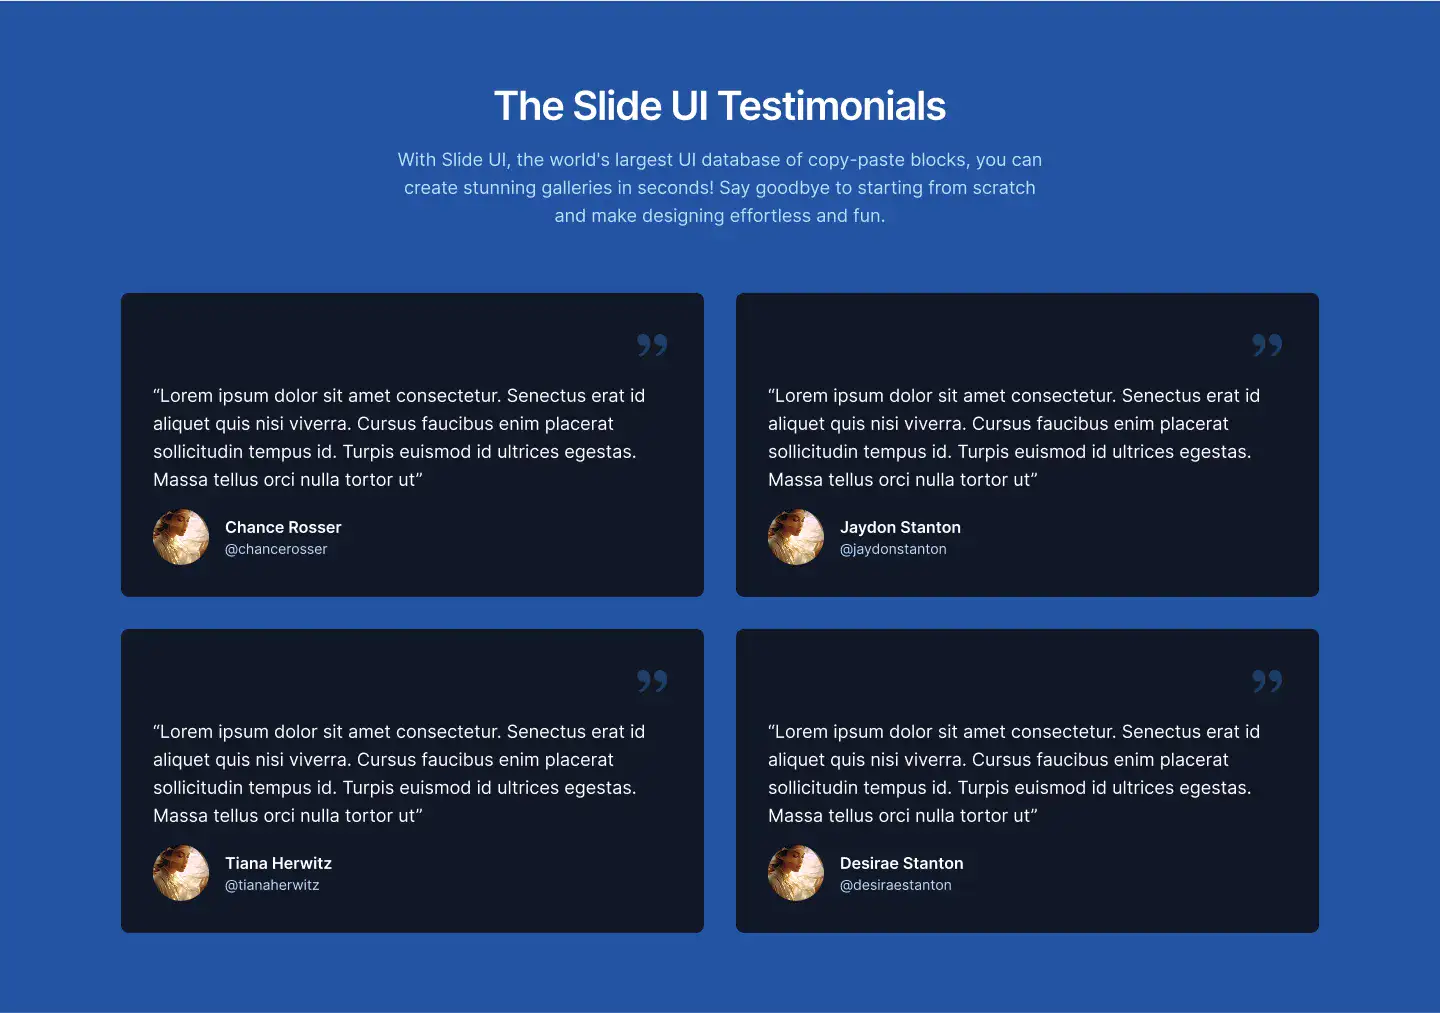 The Slide UI Testimonials
With Slide UI, the world's largest UI database of copy-paste blocks, you can
create stunning galleries in seconds! Say goodbye to starting from scratch
and make designing effortless and fun.
”
“Lorem ipsum dolor sit amet consectetur. Senectus erat id
aliquet quis nisi viverra. Cursus faucibus enim placerat
sollicitudin tempus id. Turpis euismod id ultrices egestas.
Massa tellus orci nulla tortor ut”
Chance Rosser
@chancerosser
”
“Lorem ipsum dolor sit amet consectetur. Senectus erat id
aliquet quis nisi viverra. Cursus faucibus enim placerat
sollicitudin tempus id. Turpis euismod id ultrices egestas.
Massa tellus orci nulla tortor ut”
Jaydon Stanton
@jaydonstanton
”
“Lorem ipsum dolor sit amet consectetur. Senectus erat id
aliquet quis nisi viverra. Cursus faucibus enim placerat
sollicitudin tempus id. Turpis euismod id ultrices egestas.
Massa tellus orci nulla tortor ut”
Tiana Herwitz
@tianaherwitz
”
“Lorem ipsum dolor sit amet consectetur. Senectus erat id
aliquet quis nisi viverra. Cursus faucibus enim placerat
sollicitudin tempus id. Turpis euismod id ultrices egestas.
Massa tellus orci nulla tortor ut”
Desirae Stanton
@desiraestanton